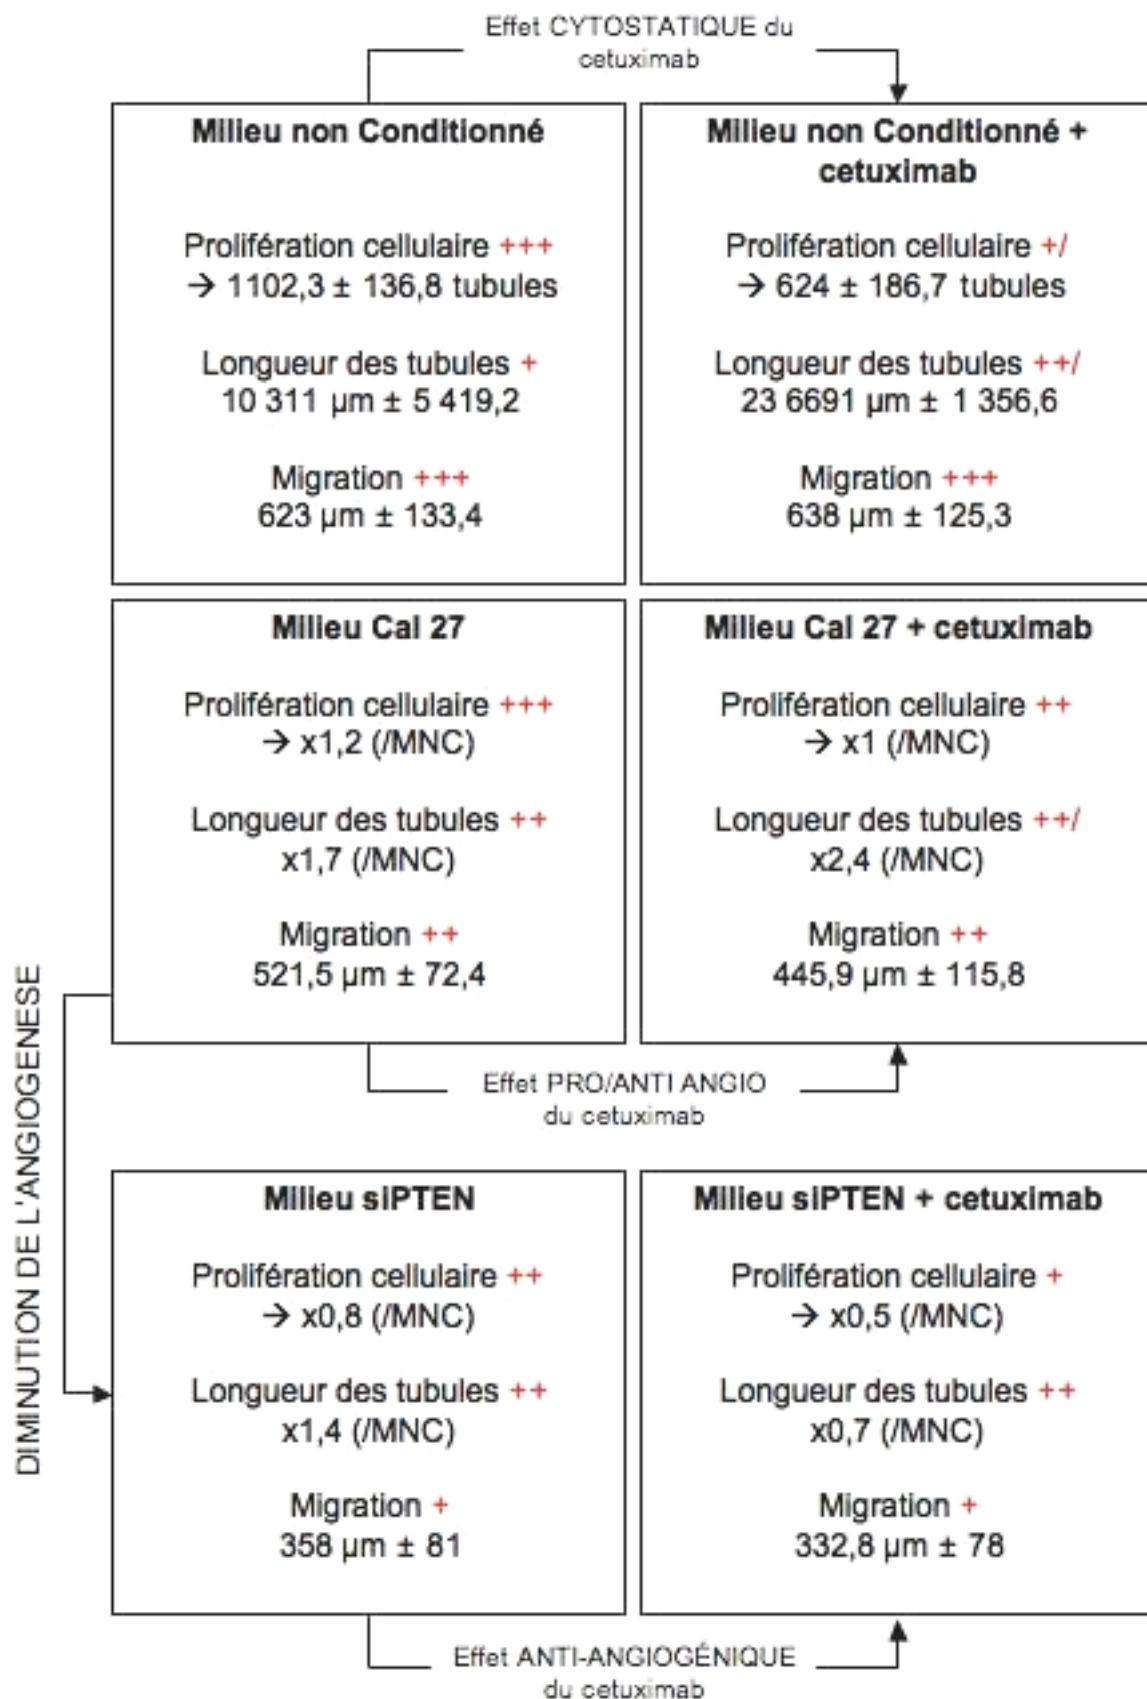 Effet CYTOSTATIQUE du
cetuximab
Milieu non Conditionné
Prolifération cellulaire +++
→ 1102,3 ± 136,8 tubules
Longueur des tubules +
10 311 µm ± 5 419,2
Migration +++
623 µm ± 133,4
Milieu non Conditionné +
cetuximab
Prolifération cellulaire +/
→ 624 ± 186,7 tubules
Longueur des tubules ++/
23 6691 µm ± 1 356,6
Migration +++
638 µm ± 125,3
Milieu Cal 27
Prolifération cellulaire +++
→ x1,2 (/MNC)
Longueur des tubules ++
x1,7 (/MNC)
Migration ++
521,5 µm ± 72,4
Milieu Cal 27 + cetuximab
Prolifération cellulaire ++
→ x1 (/MNC)
Longueur des tubules ++/
x2,4 (/MNC)
Migration ++
445,9 µm ± 115,8
Effet PRO/ANTI ANGIO
du cetuximab
DIMINUTION DE L'ANGIOGENESE
Milieu siPTEN
Prolifération cellulaire ++
→ x0,8 (/MNC)
Longueur des tubules ++
x1,4 (/MNC)
Migration +
358 µm ± 81
Milieu siPTEN + cetuximab
Prolifération cellulaire +
→ x0,5 (/MNC)
Longueur des tubules ++
x0,7 (/MNC)
Migration +
332,8 µm ± 78
Effet ANTI-ANGIOGÉNIQUE
du cetuximab